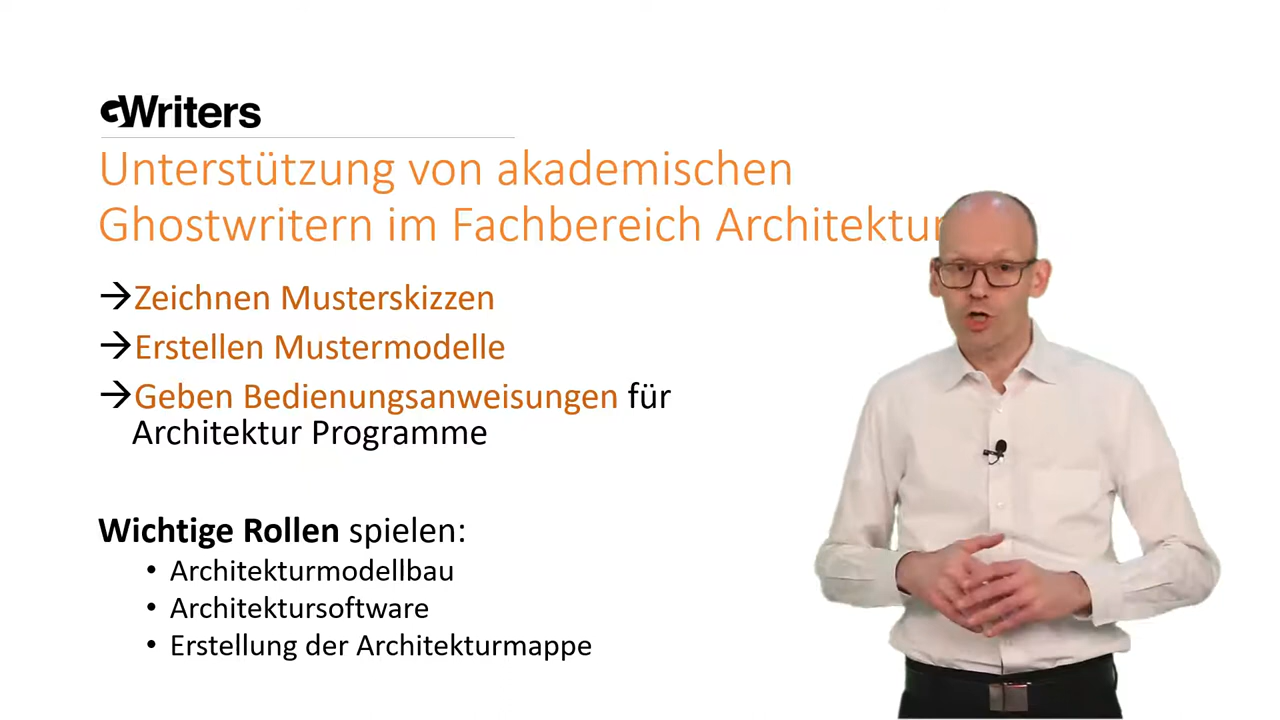 GWriters
Unterstützung von akademischen
Ghostwritern im Fachbereich Architektur
→Zeichnen Musterskizzen
→Erstellen Mustermodelle
→Geben Bedienungsanweisungen für
Architektur Programme
Wichtige Rollen spielen:
• Architekturmodellbau
• Architektursoftware
• Erstellung der Architekturmappe